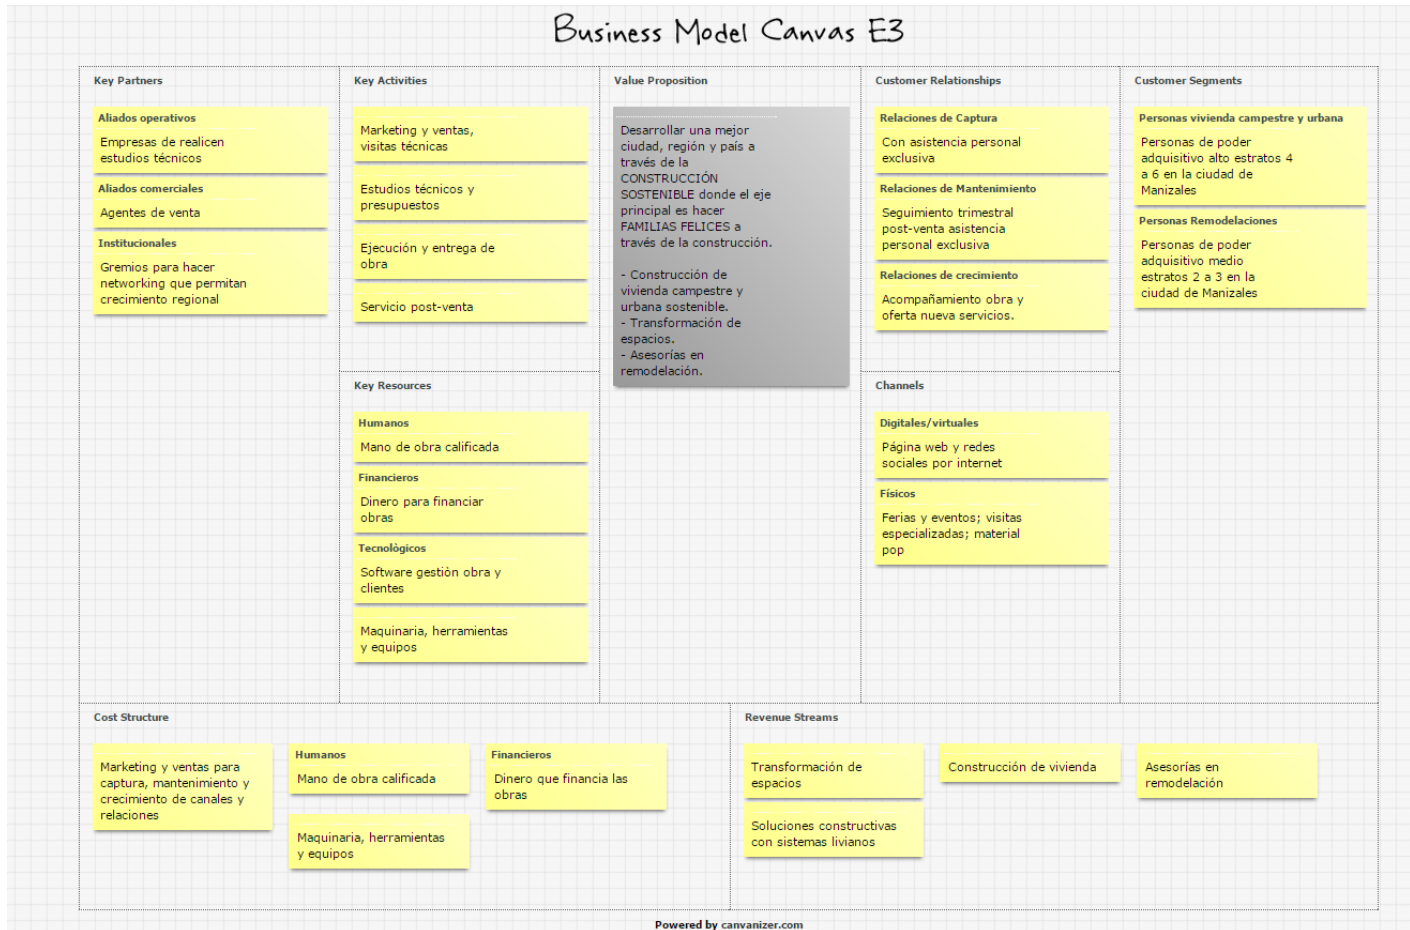 Business Model Canvas E3
Key Partners
Aliados operativos
Empresas de realicen
estudios técnicos
Aliados comerciales
Agentes de venta
Institucionales
Gremios para hacer
networking que permitan
crecimiento regional
Key Activities
Marketing y ventas,
visitas técnicas
Estudios técnicos y
presupuestos
Ejecución y entrega de
obra
Servicio post-venta
Key Resources
Humanos
Mano de obra calificada
Financieros
Dinero para financiar
obras
Tecnològicos
Software gestión obra y
clientes
Maquinaria, herramientas
y equipos
Value Proposition
Desarrollar una mejor
ciudad, región y país a
través de la
CONSTRUCCIÓN
SOSTENIBLE donde el eje
principal es hacer
FAMILIAS FELICES a
través de la construcción.
- Construcción de
vivienda campestre y
urbana sostenible.
- Transformación de
espacios.
- Asesorías en
remodelación.
Customer Relationships
Relaciones de Captura
Con asistencia personal
exclusiva
Relaciones de Mantenimiento
Seguimiento trimestral
post-venta asistencia
personal exclusiva
Relaciones de crecimiento
Acompañamiento obra y
oferta nueva servicios.
Channels
Digitales/virtuales
Página web y redes
sociales por internet
Físicos
Ferias y eventos; visitas
especializadas; material
pop
Customer Segments
Personas vivienda campestre y urbana
Personas de poder
adquisitivo alto estratos 4
a 6 en la ciudad de
Manizales
Personas Remodelaciones
Personas de poder
adquisitivo medio
estratos 2 a 3 en la
ciudad de Manizales
Cost Structure
Marketing y ventas para
captura, mantenimiento y
crecimiento de canales y
relaciones
Humanos
Mano de obra calificada
Maquinaria, herramientas
y equipos
Financieros
Dinero que financia las
obras
Revenue Streams
Transformación de
espacios
Soluciones constructivas
con sistemas livianos
Construcción de vivienda
Asesorías en
remodelación
Powered by canvanizer.com